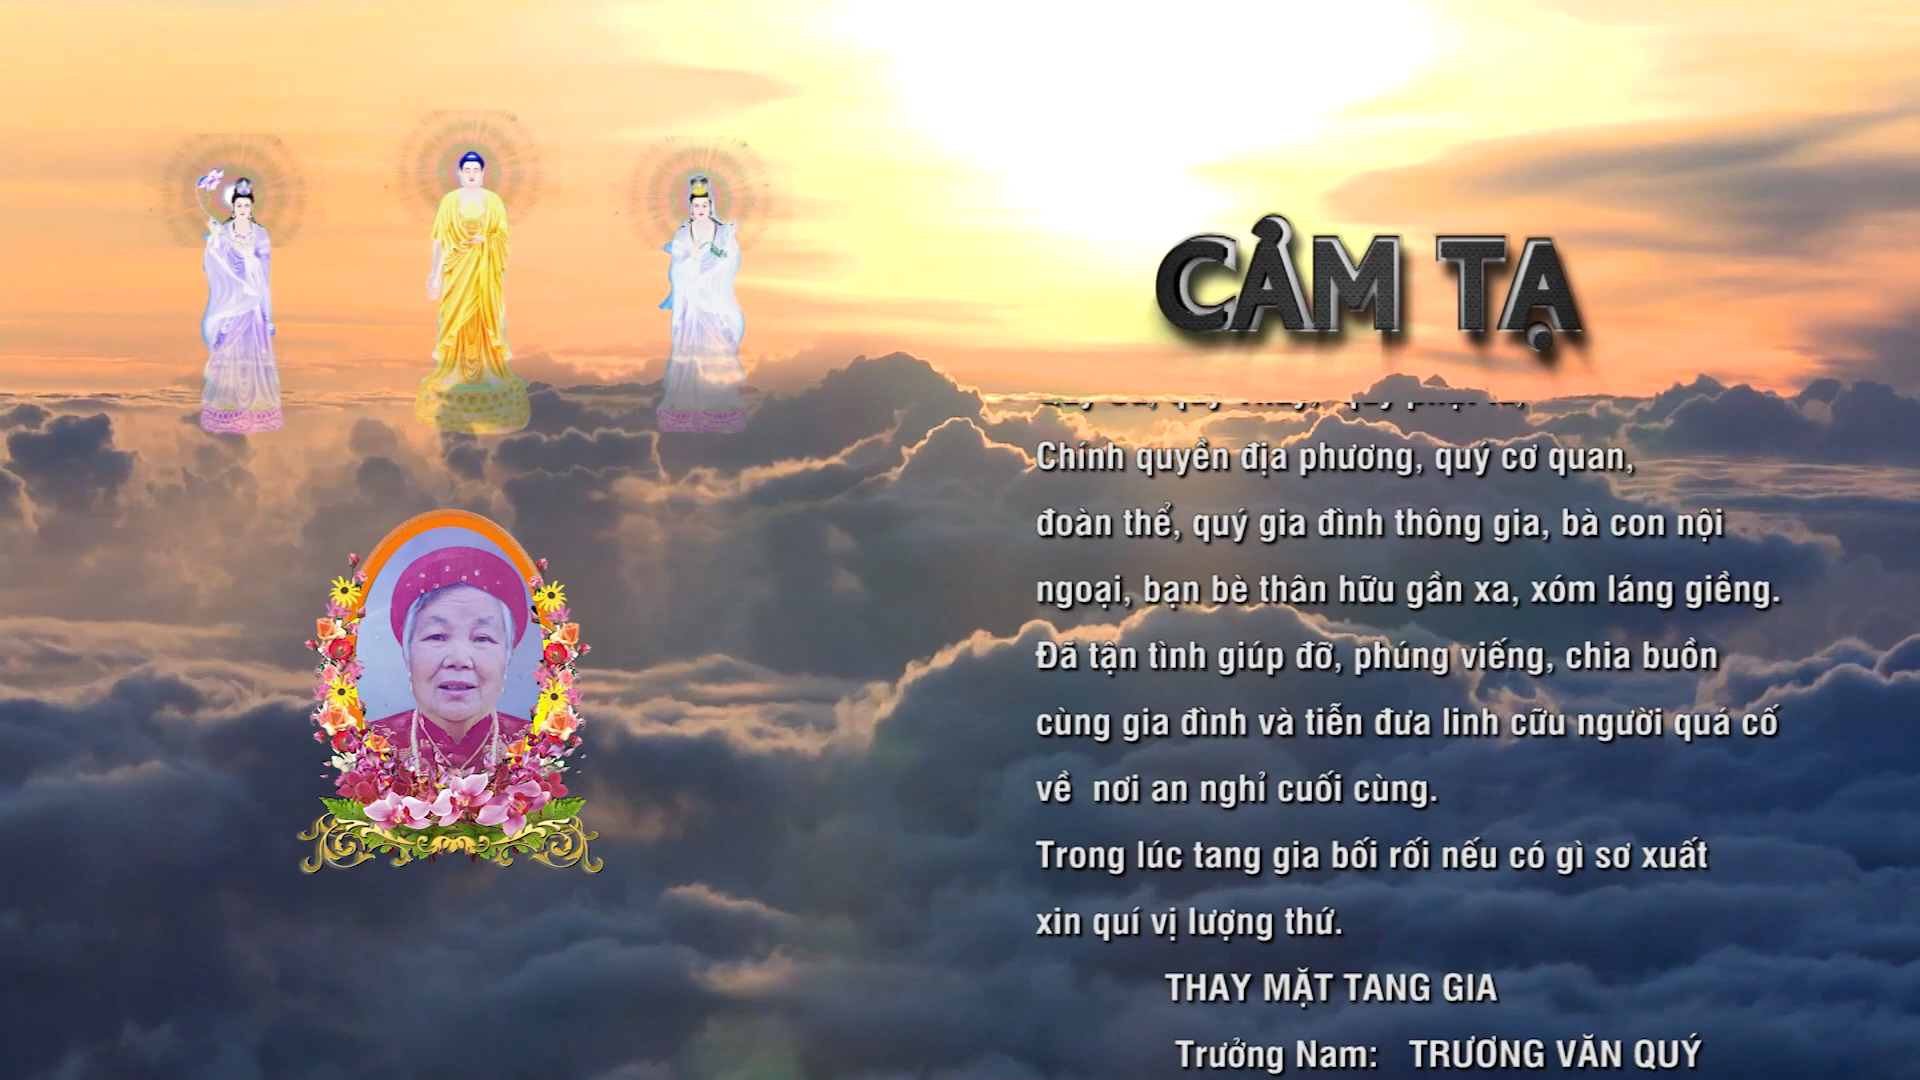 CẢM TẠ
Chính quyền địa phương, quý cơ quan,
đoàn thể, quý gia đình thông gia, bà con nội
ngoại, bạn bè thân hữu gần xa, xóm láng giềng.
Đã tận tình giúp đỡ, phúng viếng, chia buồn
cùng gia đình và tiễn đưa linh cữu người quá cố
về  nơi an nghỉ cuối cùng.
Trong lúc tang gia bối rối nếu có gì sơ xuất
xin quí vị lượng thứ.
THAY MẶT TANG GIA
Trưởng Nam:   TRƯƠNG VĂN QUÝ